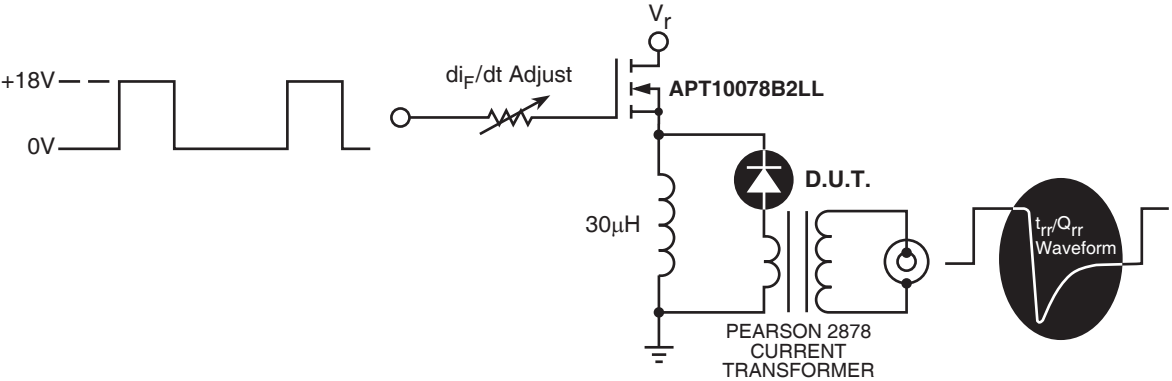 V_r
+18V
di_F/dt Adjust
APT10078B2LL
0V
D.U.T.
30µH
t_rr/Q_rr
Waveform
PEARSON 2878
CURRENT
TRANSFORMER